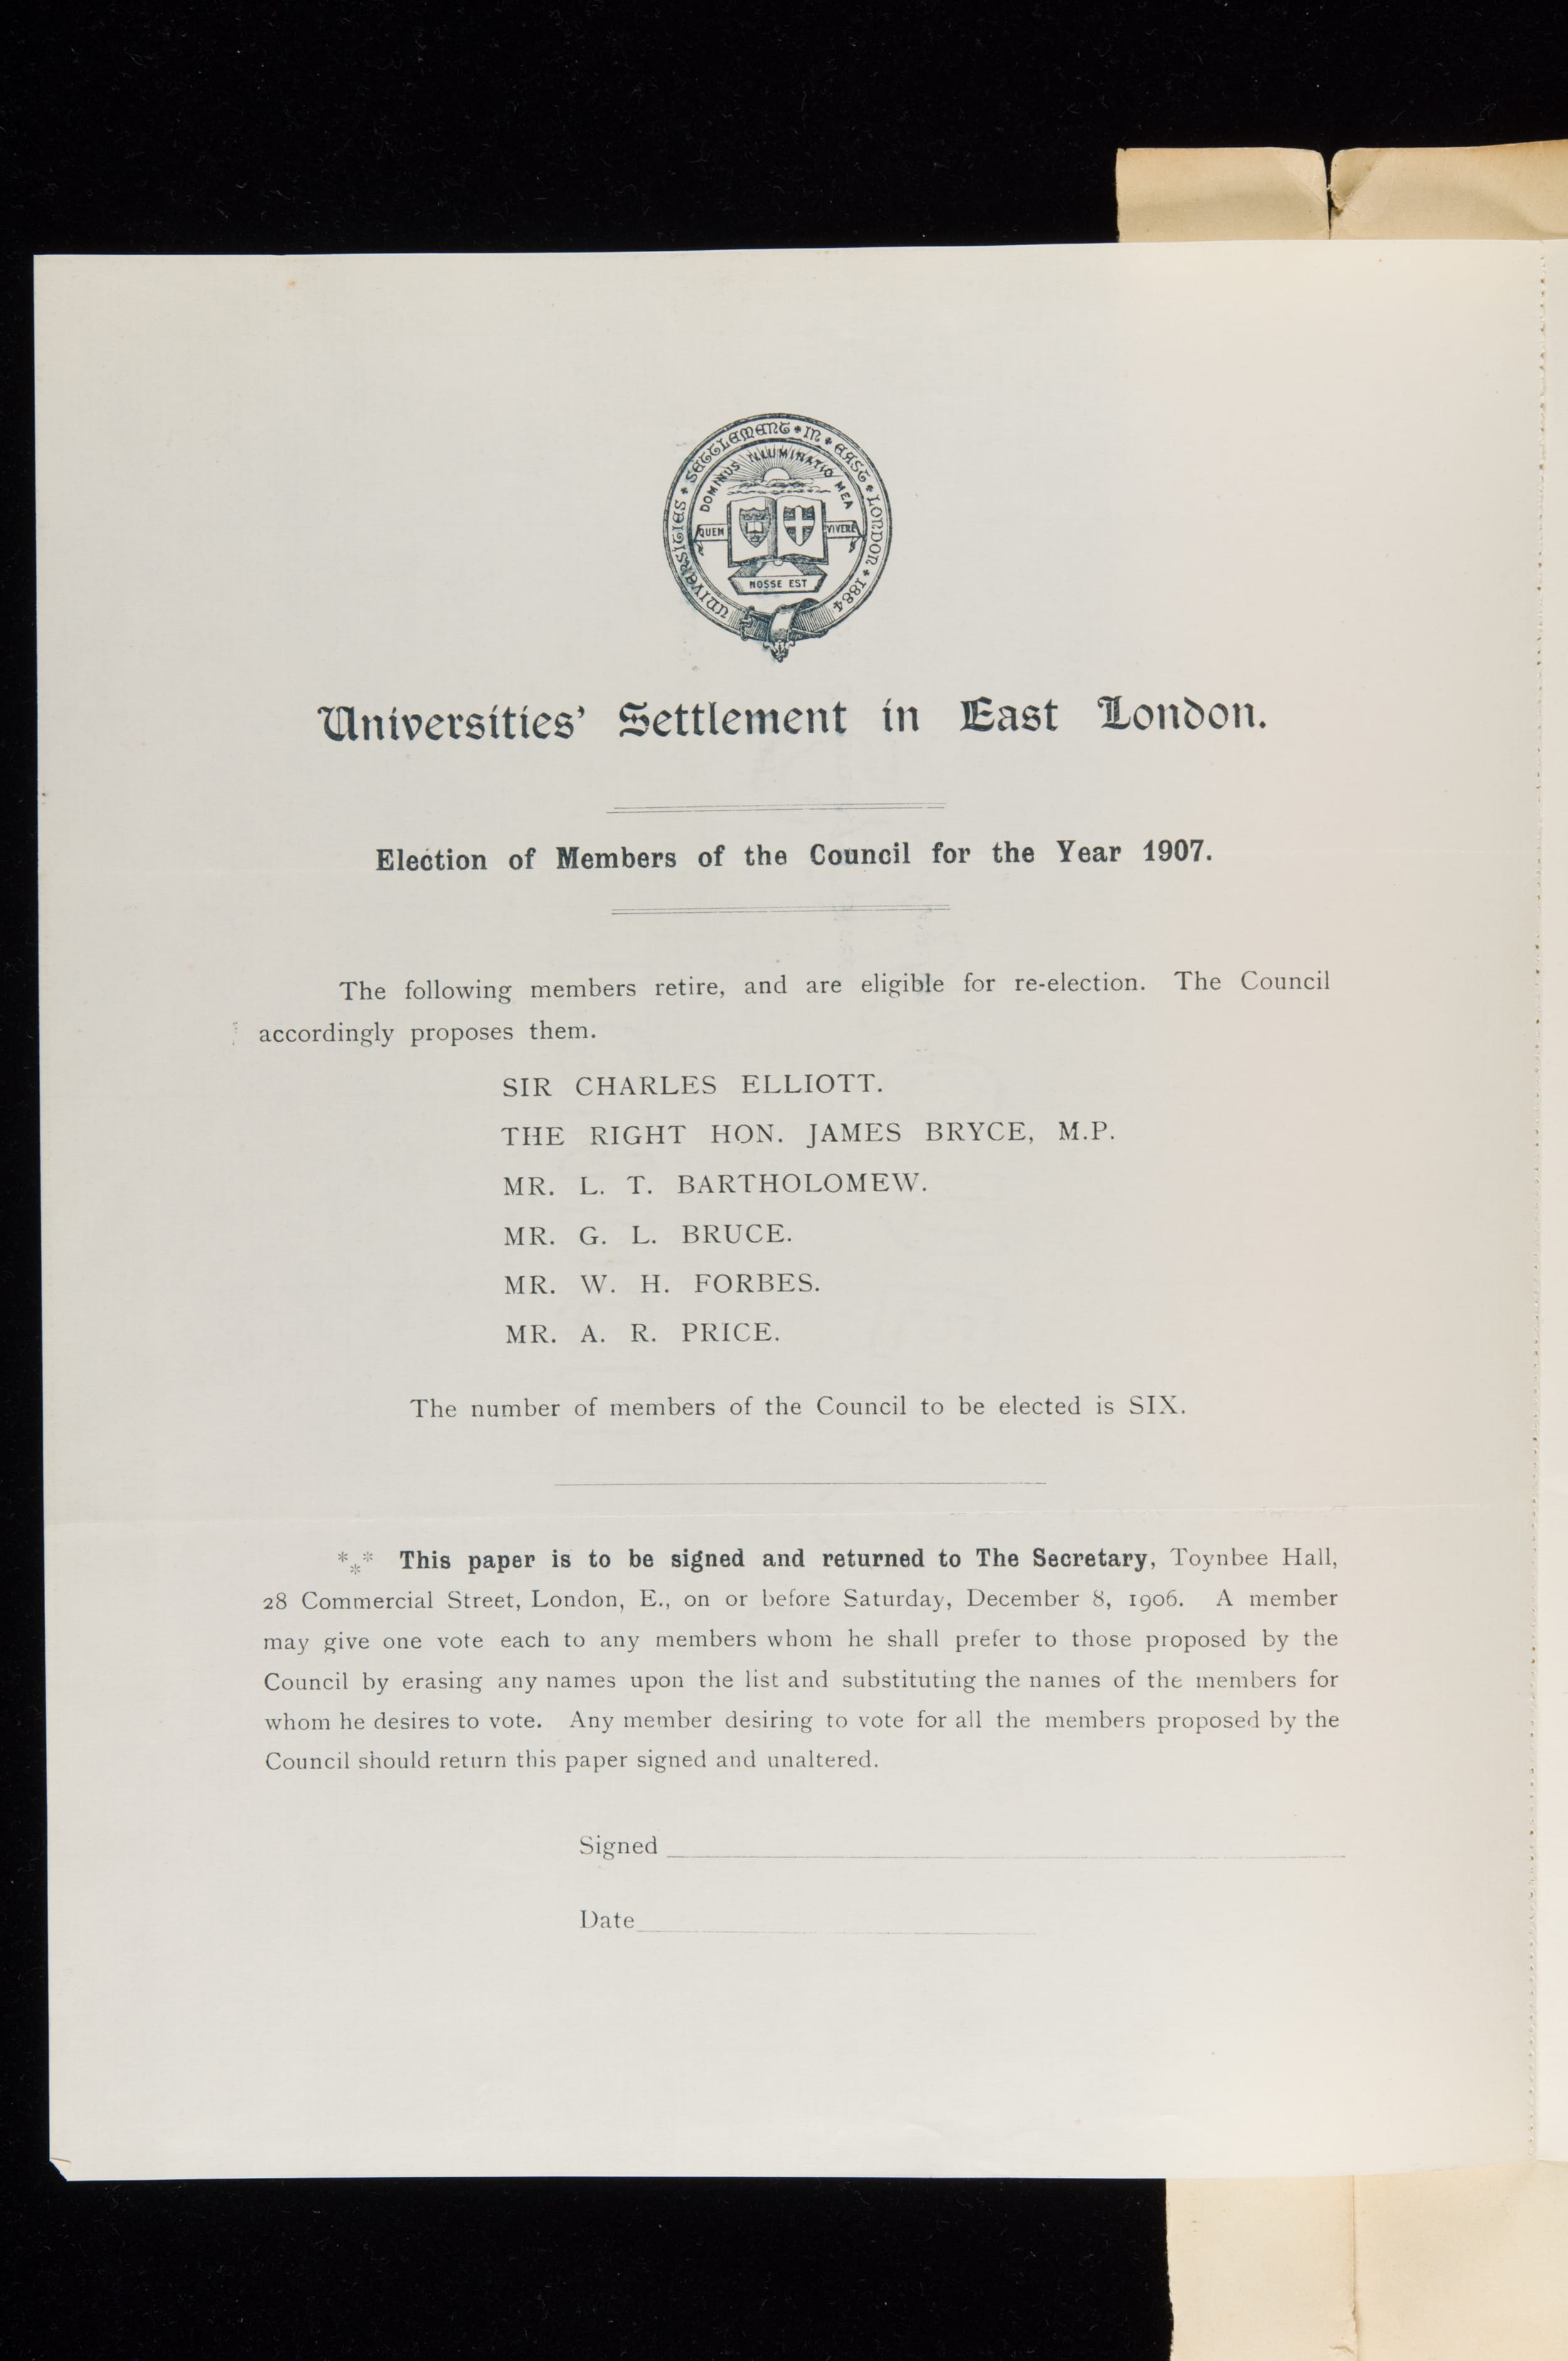 UNIVERSITIES • SETTLEMENT • IN • EAST • LONDON • 1884
DOMINUS ILLUMINATIO MEA
QUEM VIVERE
NOSSE EST
Universities' Settlement in East London.
Election of Members of the Council for the Year 1907.
The following members retire, and are eligible for re-election. The Council
accordingly proposes them.
SIR CHARLES ELLIOTT.
THE RIGHT HON. JAMES BRYCE, M.P.
MR. L. T. BARTHOLOMEW.
MR. G. L. BRUCE.
MR. W. H. FORBES.
MR. A. R. PRICE.
The number of members of the Council to be elected is SIX.
*** This paper is to be signed and returned to The Secretary, Toynbee Hall,
28 Commercial Street, London, E., on or before Saturday, December 8, 1906. A member
may give one vote each to any members whom he shall prefer to those proposed by the
Council by erasing any names upon the list and substituting the names of the members for
whom he desires to vote. Any member desiring to vote for all the members proposed by the
Council should return this paper signed and unaltered.
Signed
Date